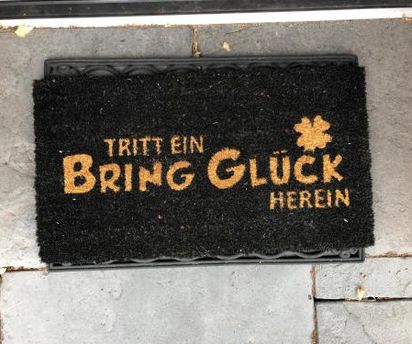 TRITT EIN
BRING GLÜCK
HEREIN